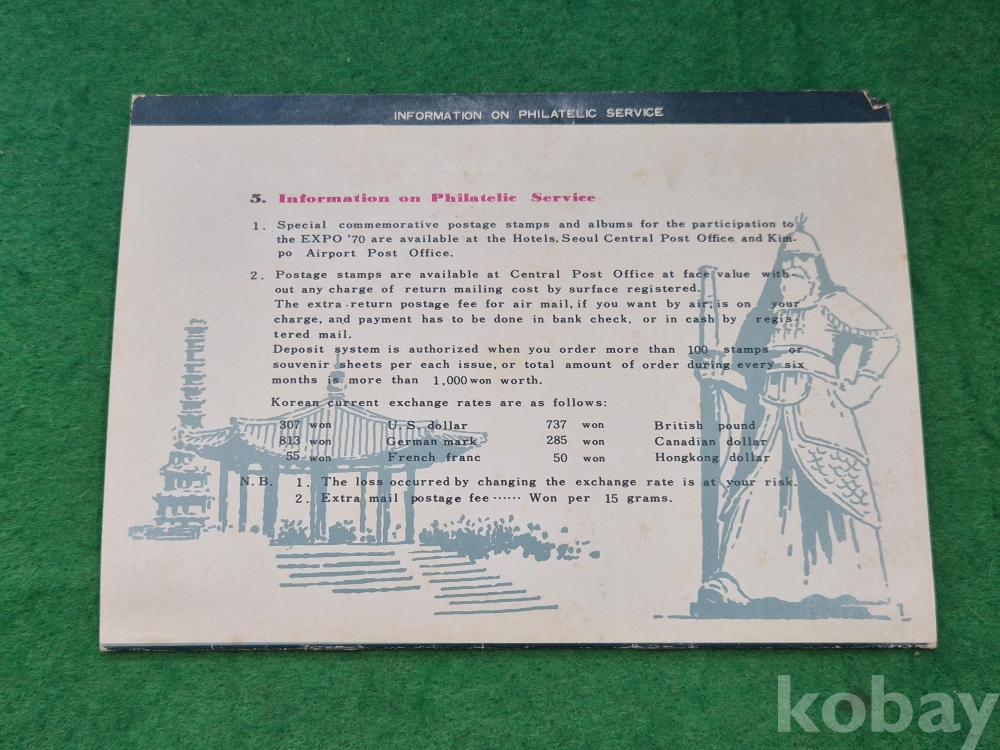 INFORMATION ON PHILATELIC SERVICE
5. Information on Philatelic Service
1. Special commemorative postage stamps and albums for the participation to
the EXPO '70 are available at the Hotels, Seoul Central Post Office and Kim-
po Airport Post Office.
2. Postage stamps are available at Central Post Office at face value with-
out any charge of return mailing cost by surface registered.
The extra-return postage fee for air mail, if you want by air, is on your
charge, and payment has to be done in bank check, or in cash by regis-
tered mail.
Deposit system is authorized when you order more than 100 stamps or
souvenir sheets per each issue, or total amount of order during every six
months is more than 1,000 won worth.
Korean current exchange rates are as follows:
307 won U.S. dollar 737 won British pound
813 won German mark 285 won Canadian dollar
55 won French franc 50 won Hongkong dollar
N.B. 1. The loss occurred by changing the exchange rate is at your risk.
2. Extra mail postage fee ...... Won per 15 grams.
kobay